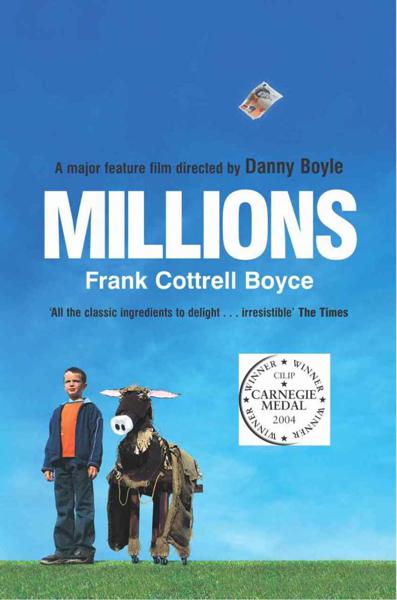 A major feature film directed by Danny Boyle
MILLIONS
Frank Cottrell Boyce
'All the classic ingredients to delight . . . irresistible' The Times
WINNER ★ WINNER ★ WINNER ★ WINNER ★ WINNER ★
CILIP
★
CARNEGIE
MEDAL
2004